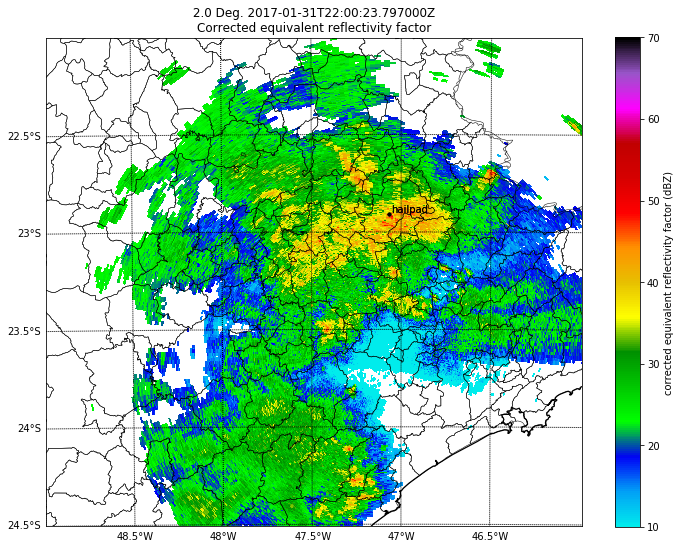 2.0 Deg. 2017-01-31T22:00:23.797000Z
Corrected equivalent reflectivity factor
22.5°S
23°S
23.5°S
24°S
24.5°S
48.5°W
48°W
47.5°W
47°W
46.5°W
hailpad
70
60
50
40
30
20
10
corrected equivalent reflectivity factor (dBZ)